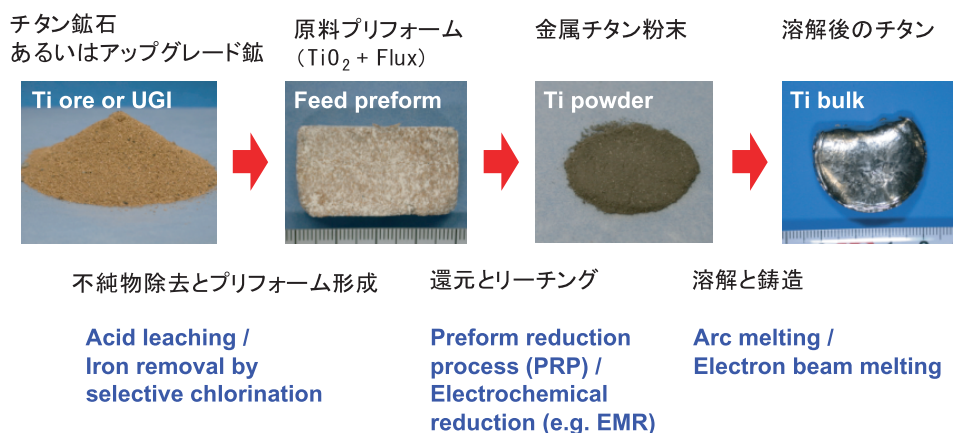 チタン鉱石
あるいはアップグレード鉱
原料プリフォーム
(TiO2 + Flux)
金属チタン粉末
溶解後のチタン
Ti ore or UGI
Feed preform
Ti powder
Ti bulk
不純物除去とプリフォーム形成
還元とリーチング
溶解と鋳造
Acid leaching /
Iron removal by
selective chlorination
Preform reduction
process (PRP) /
Electrochemical
reduction (e.g. EMR)
Arc melting /
Electron beam melting